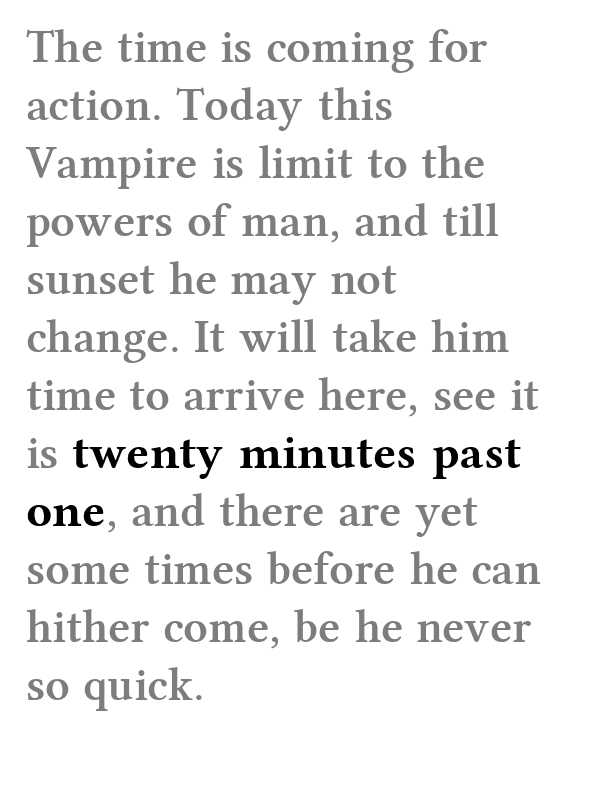 The time is coming for
action. Today this
Vampire is limit to the
powers of man, and till
sunset he may not
change. It will take him
time to arrive here, see it
is twenty minutes past
one, and there are yet
some times before he can
hither come, be he never
so quick.